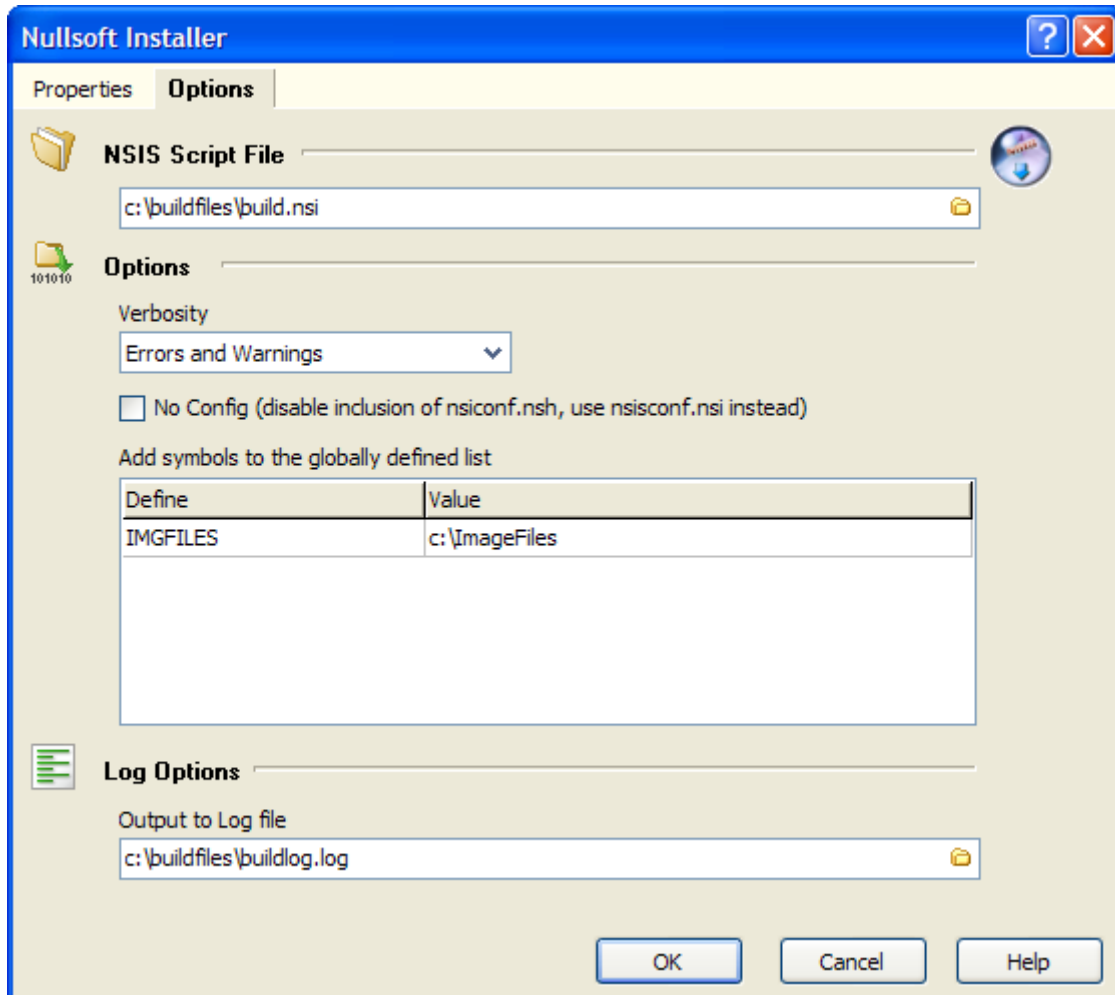 Nullsoft Installer
Properties Options
NSIS Script File
c:\buildfiles\build.nsi
101010
Options
Verbosity
Errors and Warnings
No Config (disable inclusion of nsiconf.nsh, use nsisconf.nsi instead)
Add symbols to the globally defined list
Define Value
IMGFILES c:\ImageFiles
Log Options
Output to Log file
c:\buildfiles\buildlog.log
OK Cancel Help